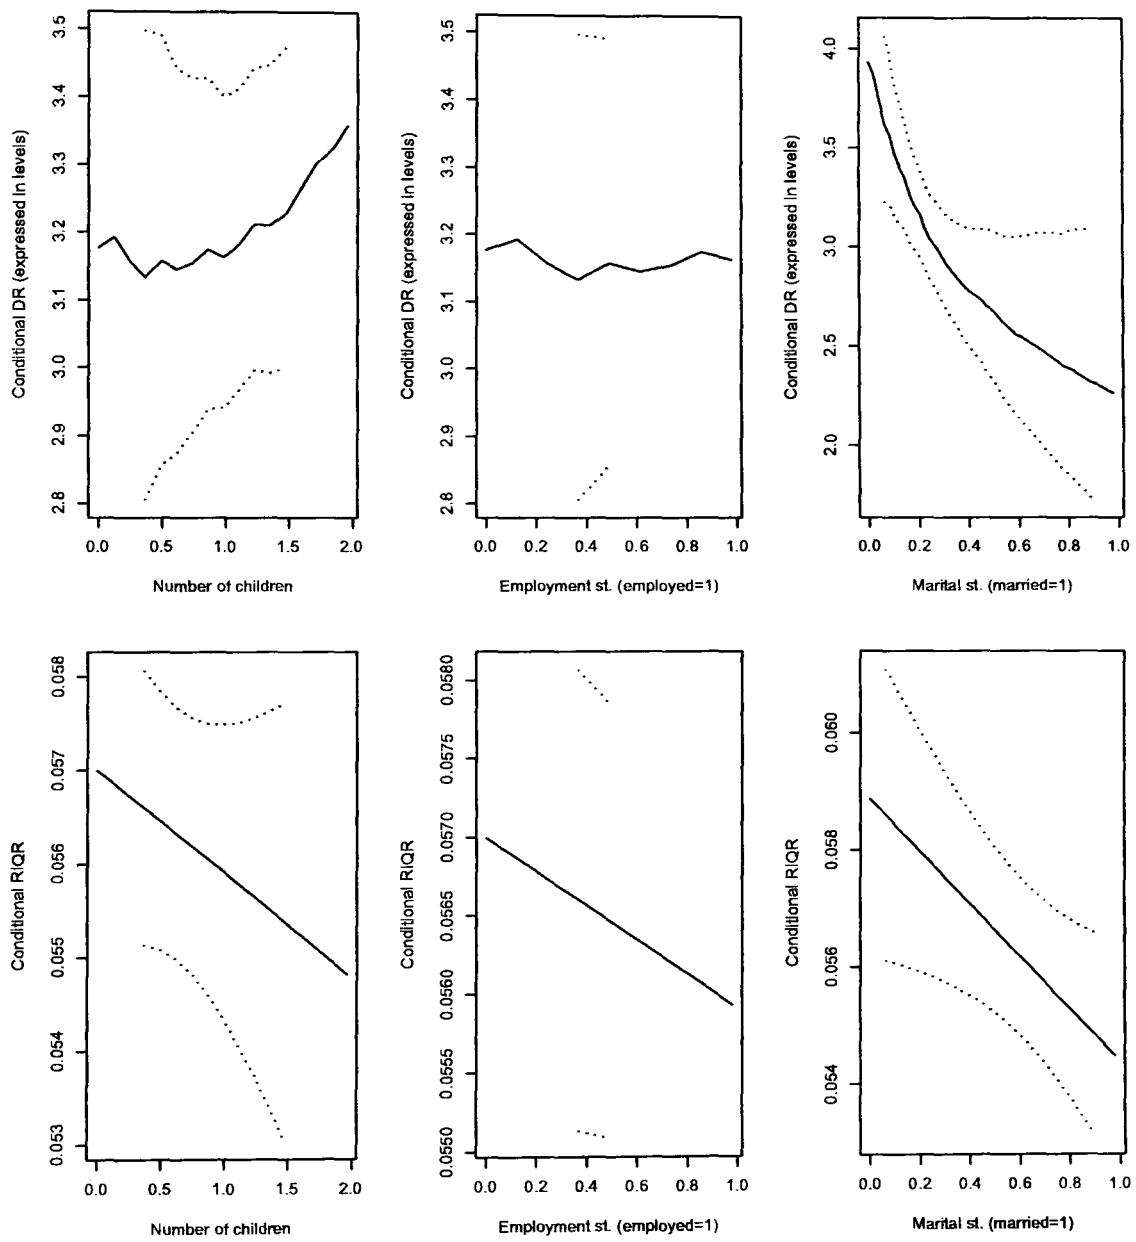 Conditional DR (expressed in levels)
3.5
3.4
3.3
3.2
3.1
3.0
2.9
2.8
0.0 0.5 1.0 1.5 2.0
Number of children
Conditional DR (expressed in levels)
3.5
3.4
3.3
3.2
3.1
3.0
2.9
2.8
0.0 0.2 0.4 0.6 0.8 1.0
Employment st. (employed=1)
Conditional DR (expressed in levels)
4.0
3.5
3.0
2.5
2.0
0.0 0.2 0.4 0.6 0.8 1.0
Marital st. (married=1)
Conditional RIQR
0.058
0.057
0.056
0.055
0.054
0.053
0.0 0.5 1.0 1.5 2.0
Number of children
Conditional RIQR
0.0580
0.0575
0.0570
0.0565
0.0560
0.0555
0.0550
0.0 0.2 0.4 0.6 0.8 1.0
Employment st. (employed=1)
Conditional RIQR
0.060
0.058
0.056
0.054
0.0 0.2 0.4 0.6 0.8 1.0
Marital st. (married=1)